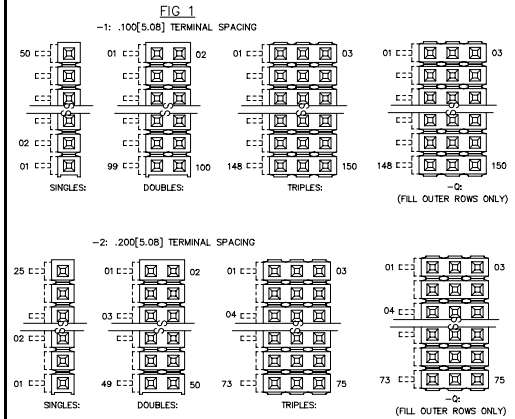 FIG 1
-1: .100[5.08] TERMINAL SPACING
50
02
01
SINGLES:
01 02
99 100
DOUBLES:
01 03
148 150
TRIPLES:
01 03
148 150
-Q:
(FILL OUTER ROWS ONLY)
-2: .200[5.08] TERMINAL SPACING
25
02
01
SINGLES:
01 02
03
49 50
DOUBLES:
01 03
04
73 75
TRIPLES:
01 03
04
73 75
-Q:
(FILL OUTER ROWS ONLY)